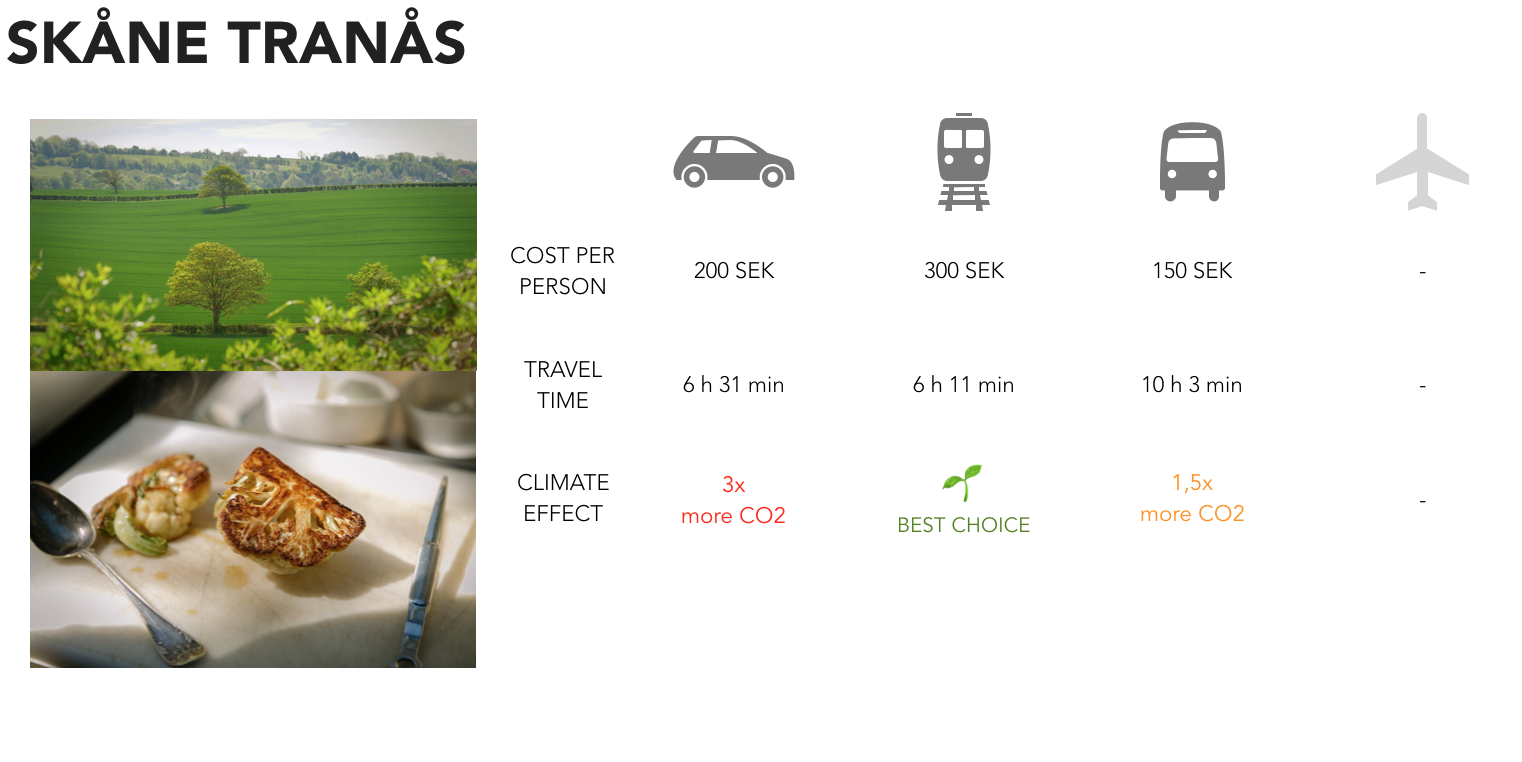 SKÅNE TRANÅS
COST PER
PERSON
200 SEK
300 SEK
150 SEK
-
TRAVEL
TIME
6 h 31 min
6 h 11 min
10 h 3 min
-
CLIMATE
EFFECT
3x
more CO2
BEST CHOICE
1,5x
more CO2
-